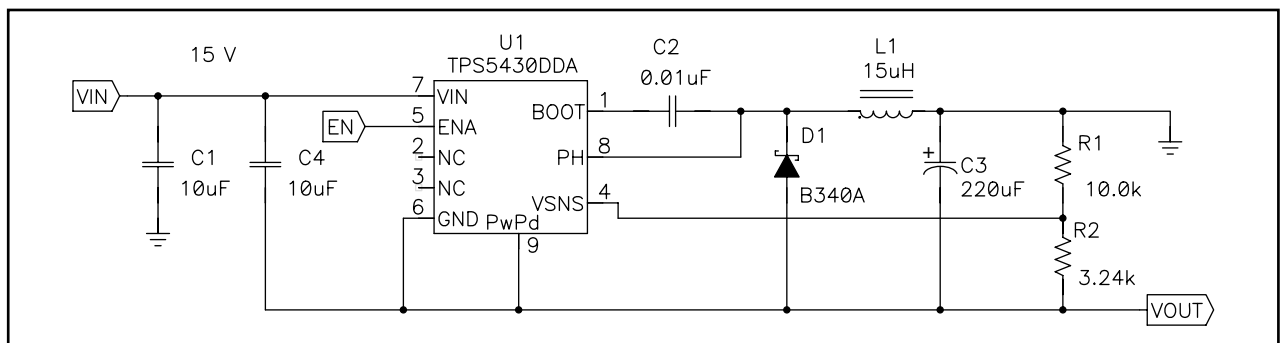 15 V
U1
TPS5430DDA
C2
0.01uF
L1
15uH
VIN
7
VIN
BOOT
1
EN
5
ENA
D1
2
NC
PH
8
C1
10uF
C4
10uF
3
NC
B340A
C3
220uF
+
R1
10.0k
VSNS
4
6
GND
PwPd
9
R2
3.24k
VOUT